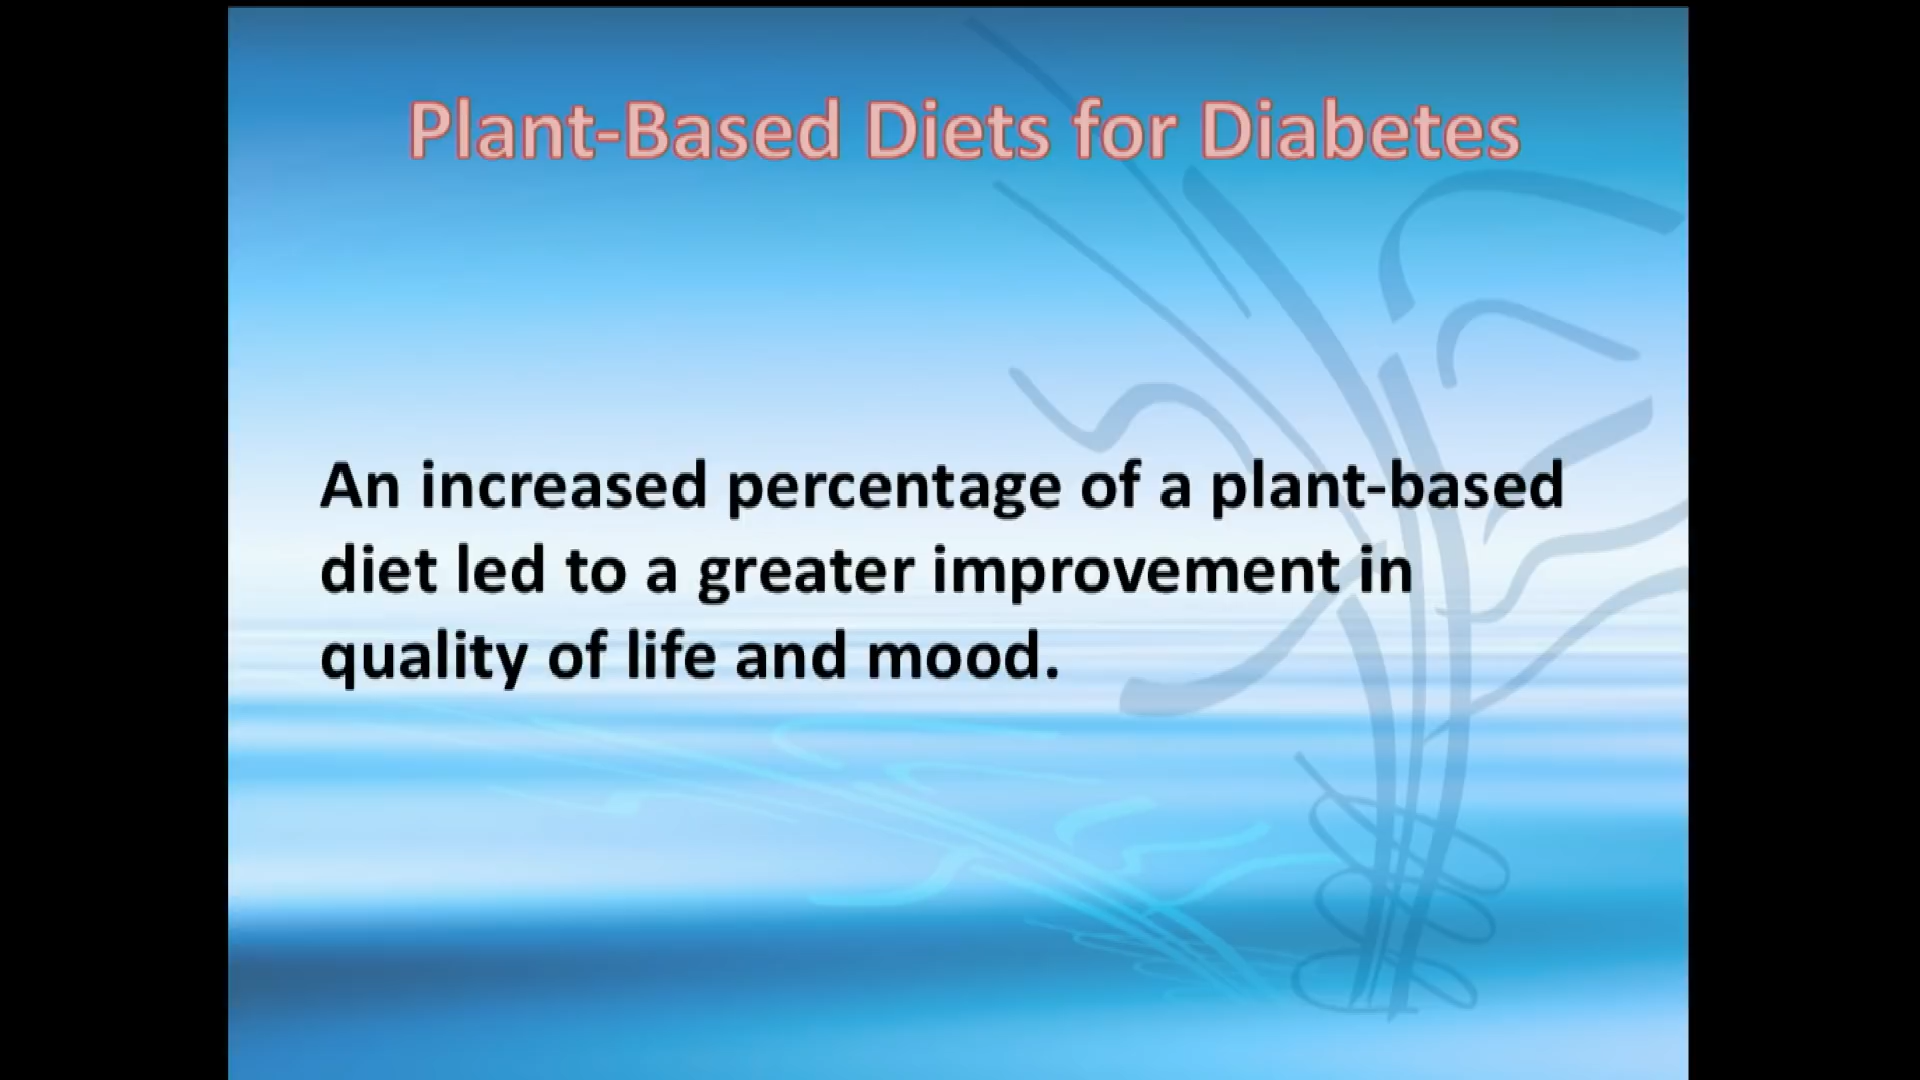 Plant-Based Diets for Diabetes
An increased percentage of a plant-based
diet led to a greater improvement in
quality of life and mood.